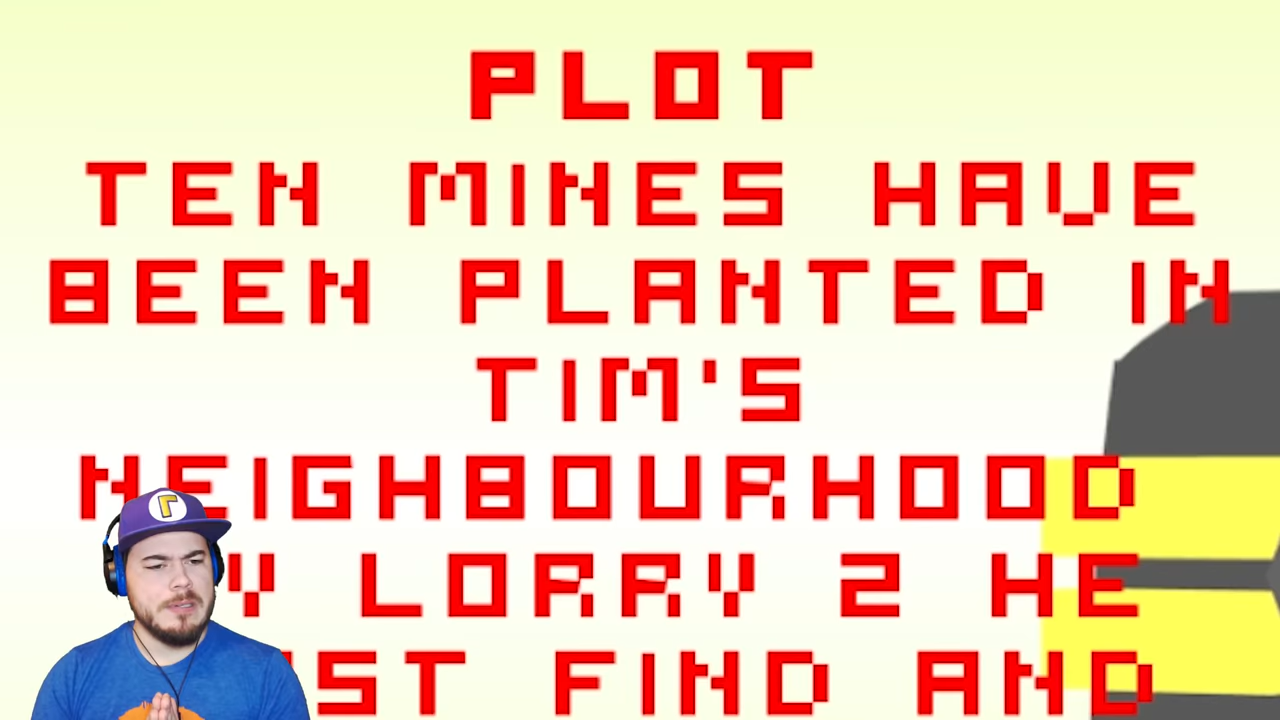 PLOT
TEN MINES HAVE
BEEN PLANTED IN
TIM'S
NEIGHBOURHOOD
LORRY 2 HE
FIND AND